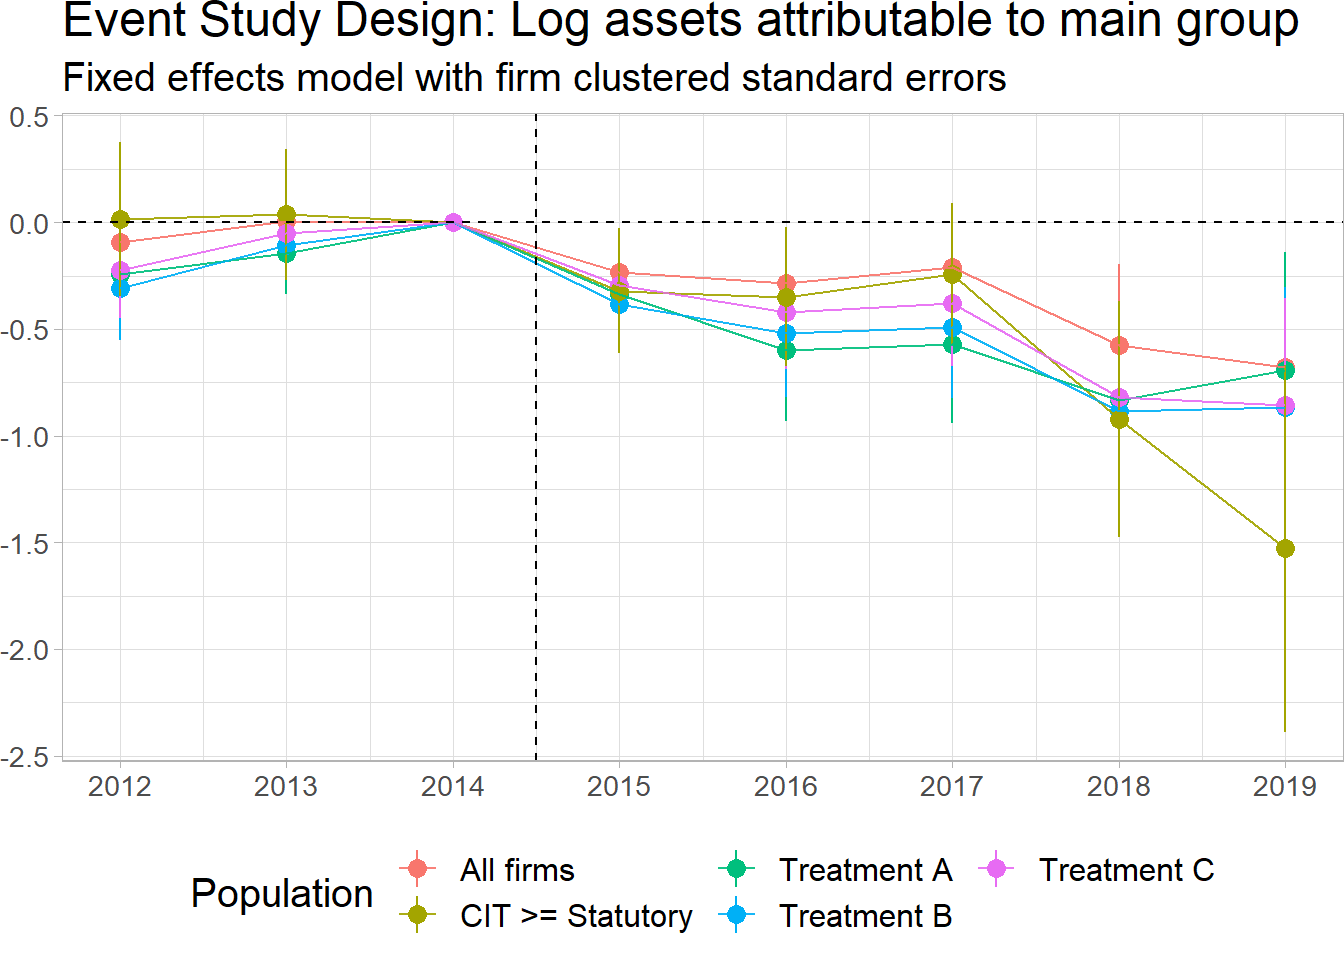 Event Study Design: Log assets attributable to main group
Fixed effects model with firm clustered standard errors
0.5
0.0
-0.5
-1.0
-1.5
-2.0
-2.5
2012 2013 2014 2015 2016 2017 2018 2019
Population
All firms
CIT >= Statutory
Treatment A
Treatment B
Treatment C